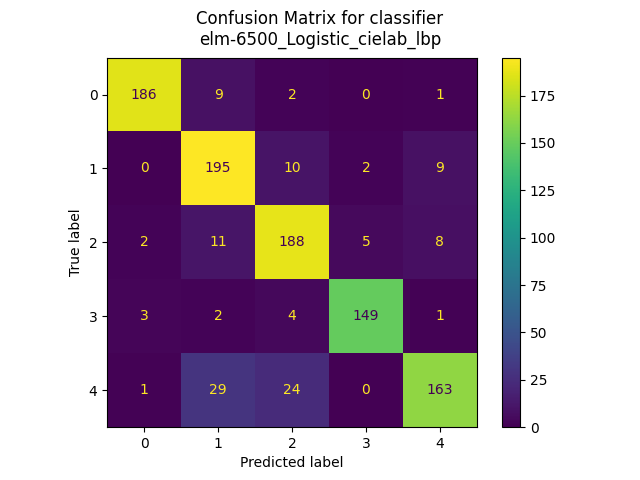 Confusion Matrix for classifier
elm-6500_Logistic_cielab_lbp
True label
0 186 9 2 0 1
1 0 195 10 2 9
2 2 11 188 5 8
3 3 2 4 149 1
4 1 29 24 0 163
0 1 2 3 4
Predicted label
175
150
125
100
75
50
25
0